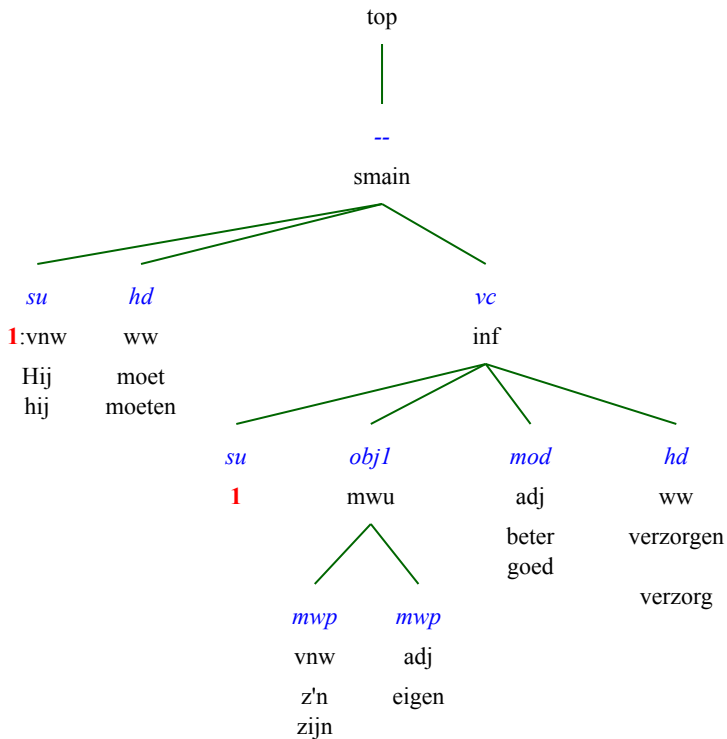 top
--
smain
su hd vc
1:vnw ww inf
Hij moet
hij moeten
su obj1 mod hd
1 mwu adj ww
beter verzorgen
goed
verzorg
mwp mwp
vnw adj
z'n eigen
zijn